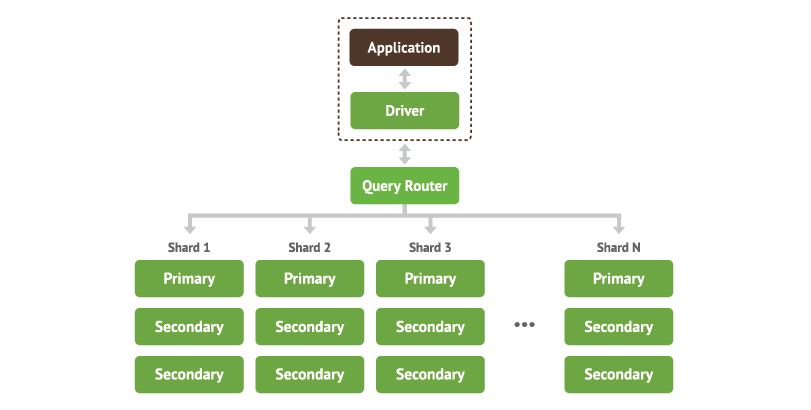 Application
Driver
Query Router
Shard 1 Shard 2 Shard 3 Shard N
Primary Primary Primary Primary
Secondary Secondary Secondary ••• Secondary
Secondary Secondary Secondary Secondary